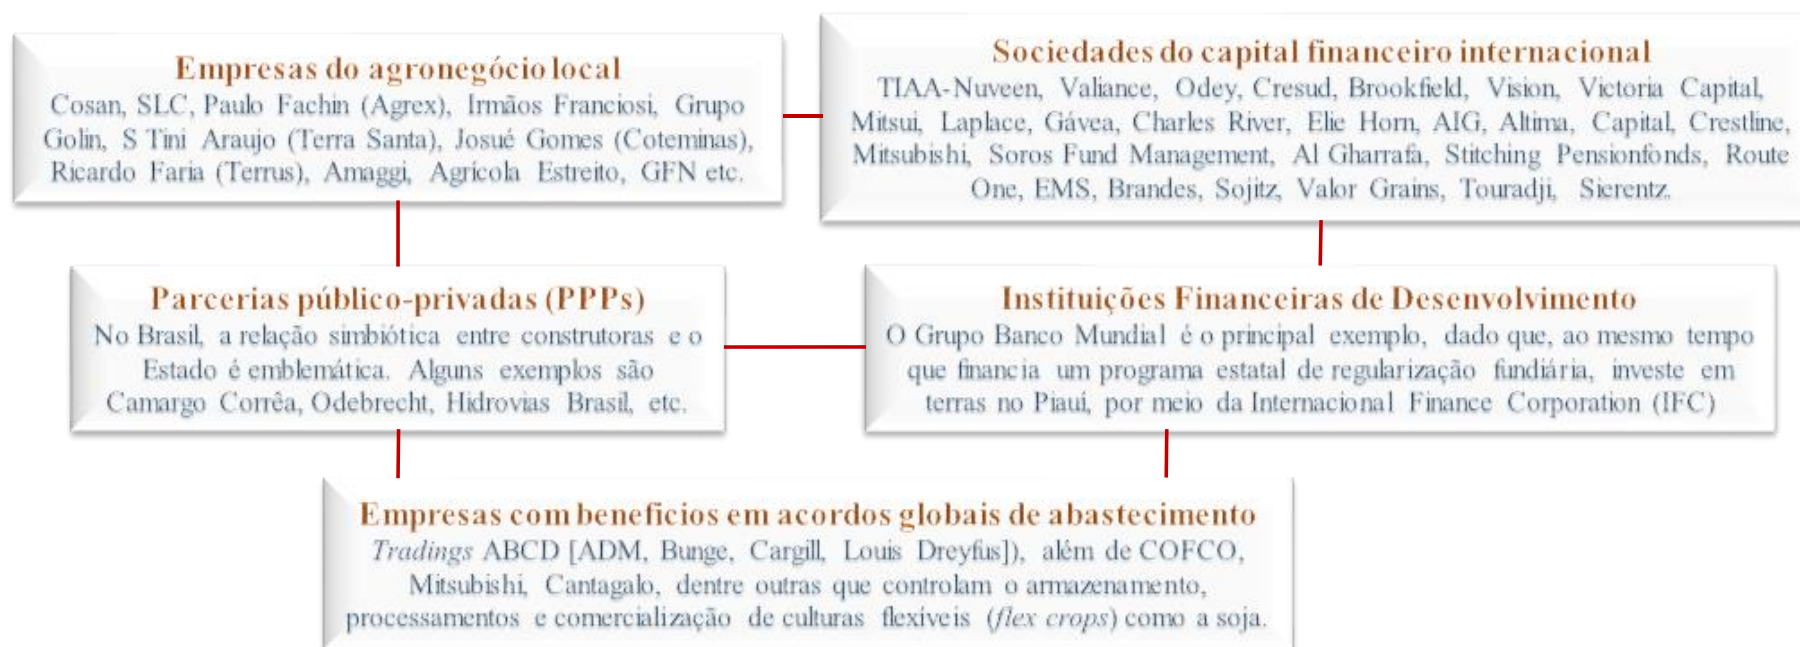 Empresas do agronegócio local
Cosan, SLC, Paulo Fachin (Agrex), Irmãos Franciosi, Grupo
Golin, S Tini Araujo (Terra Santa), Josué Gomes (Coteminas),
Ricardo Faria (Terrus), Amaggi, Agrícola Estreito, GFN etc.
Sociedades do capital financeiro internacional
TIAA-Nuveen, Valiance, Odey, Cresud, Brookfield, Vision, Victoria Capital,
Mitsui, Laplace, Gávea, Charles River, Elie Horn, AIG, Altima, Capital, Crestline,
Mitsubishi, Soros Fund Management, Al Gharrafa, Stitching Pensionfonds, Route
One, EMS, Brandes, Sojitz, Valor Grains, Touradji, Sierentz.
Parcerias público-privadas (PPPs)
No Brasil, a relação simbiótica entre construtoras e o
Estado é emblemática. Alguns exemplos são
Camargo Corrêa, Odebrecht, Hidrovias Brasil, etc.
Instituições Financeiras de Desenvolvimento
O Grupo Banco Mundial é o principal exemplo, dado que, ao mesmo tempo
que financia um programa estatal de regularização fundiária, investe em
terras no Piauí, por meio da Internacional Finance Corporation (IFC)
Empresas com benefícios em acordos globais de abastecimento
Tradings ABCD [ADM, Bunge, Cargill, Louis Dreyfus]), além de COFCO,
Mitsubishi, Cantagalo, dentre outras que controlam o armazenamento,
processamentos e comercialização de culturas flexíveis (flex crops) como a soja.